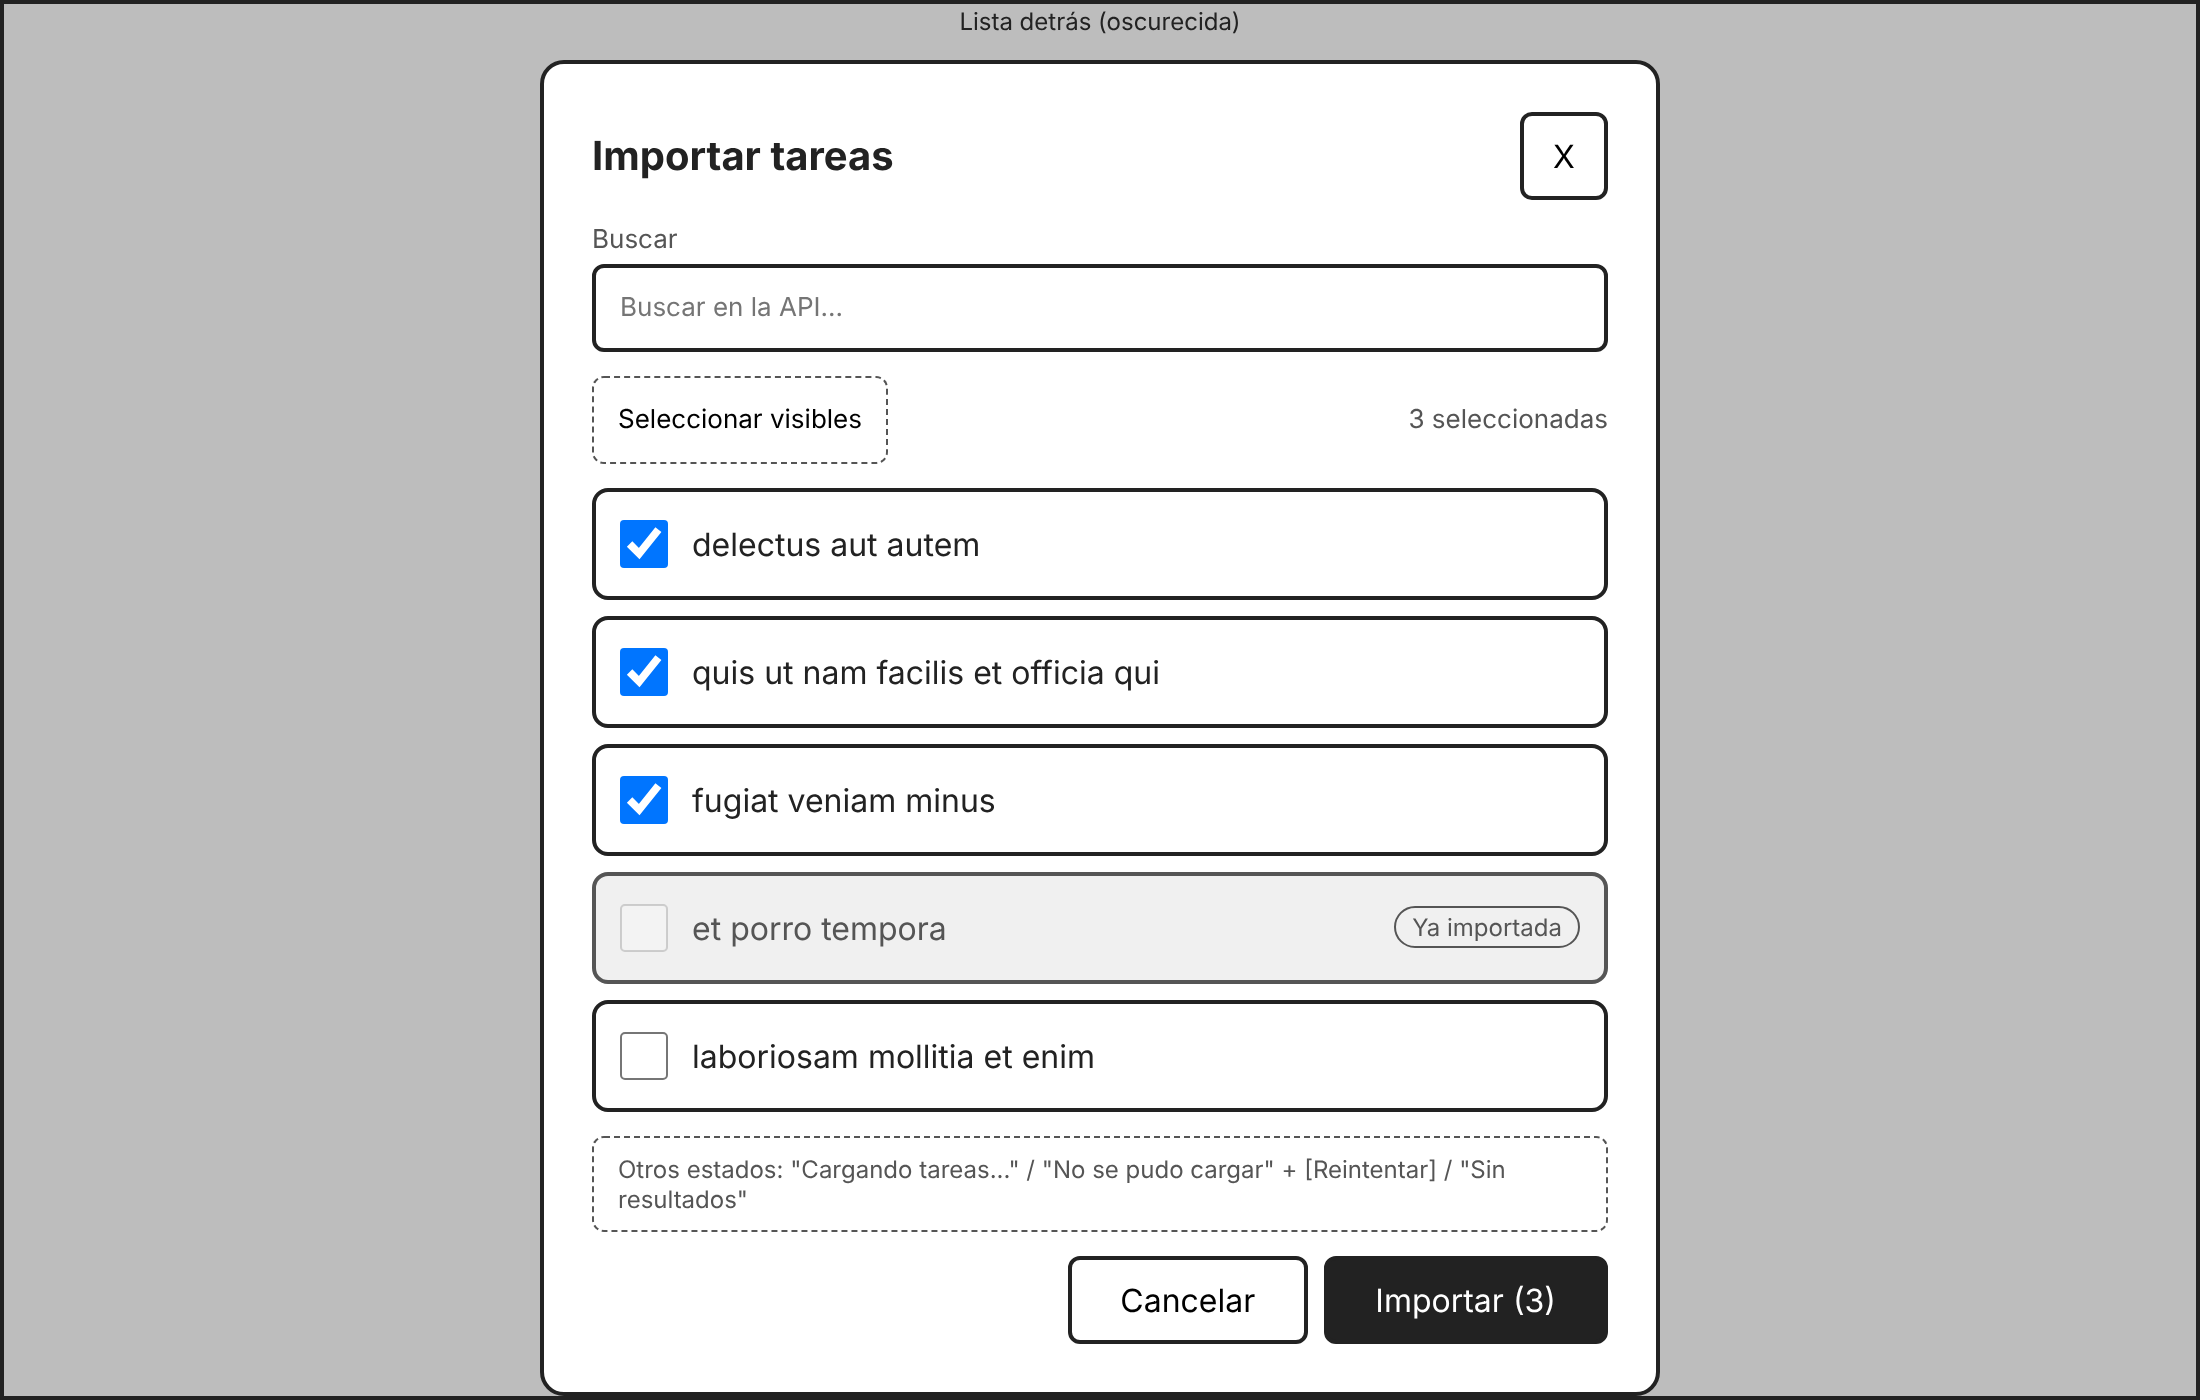 Lista detrás (oscurecida)
Importar tareas
X
Buscar
Buscar en la API...
Seleccionar visibles
3 seleccionadas
delectus aut autem
quis ut nam facilis et officia qui
fugiat veniam minus
et porro tempora
Ya importada
laboriosam mollitia et enim
Otros estados: "Cargando tareas..." / "No se pudo cargar" + [Reintentar] / "Sin
resultados"
Cancelar
Importar (3)